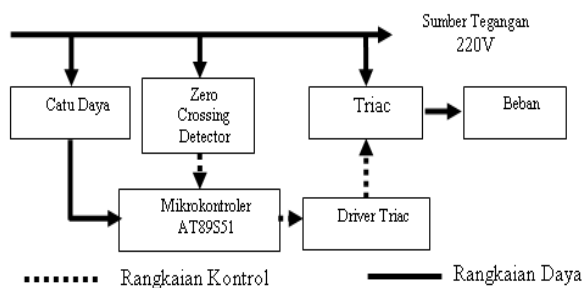 Sumber Tegangan
220V
Catu Daya
Zero
Crossing
Detector
Triac
Beban
Mikrokontroler
AT89S51
Driver Triac
Rangkaian Kontrol
Rangkaian Daya